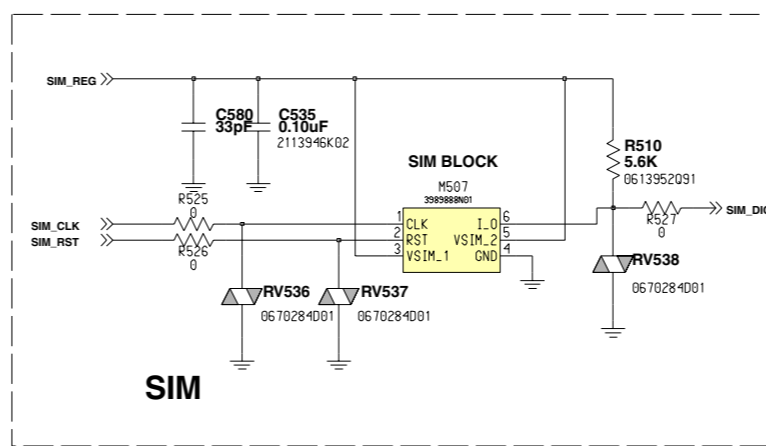 SIM_REG
C580
33pF
C535
0.10uF
2113946K02
R510
5.6K
0613952Q91
SIM BLOCK
M507
3989888N01
R525
0
SIM_CLK
SIM_RST
R526
0
1 CLK
2 RST
3 VSIM_1
I_O 6
VSIM_2 5
GND 4
R527
0
SIM_DIO
RV536
0670284D01
RV537
0670284D01
RV538
0670284D01
SIM